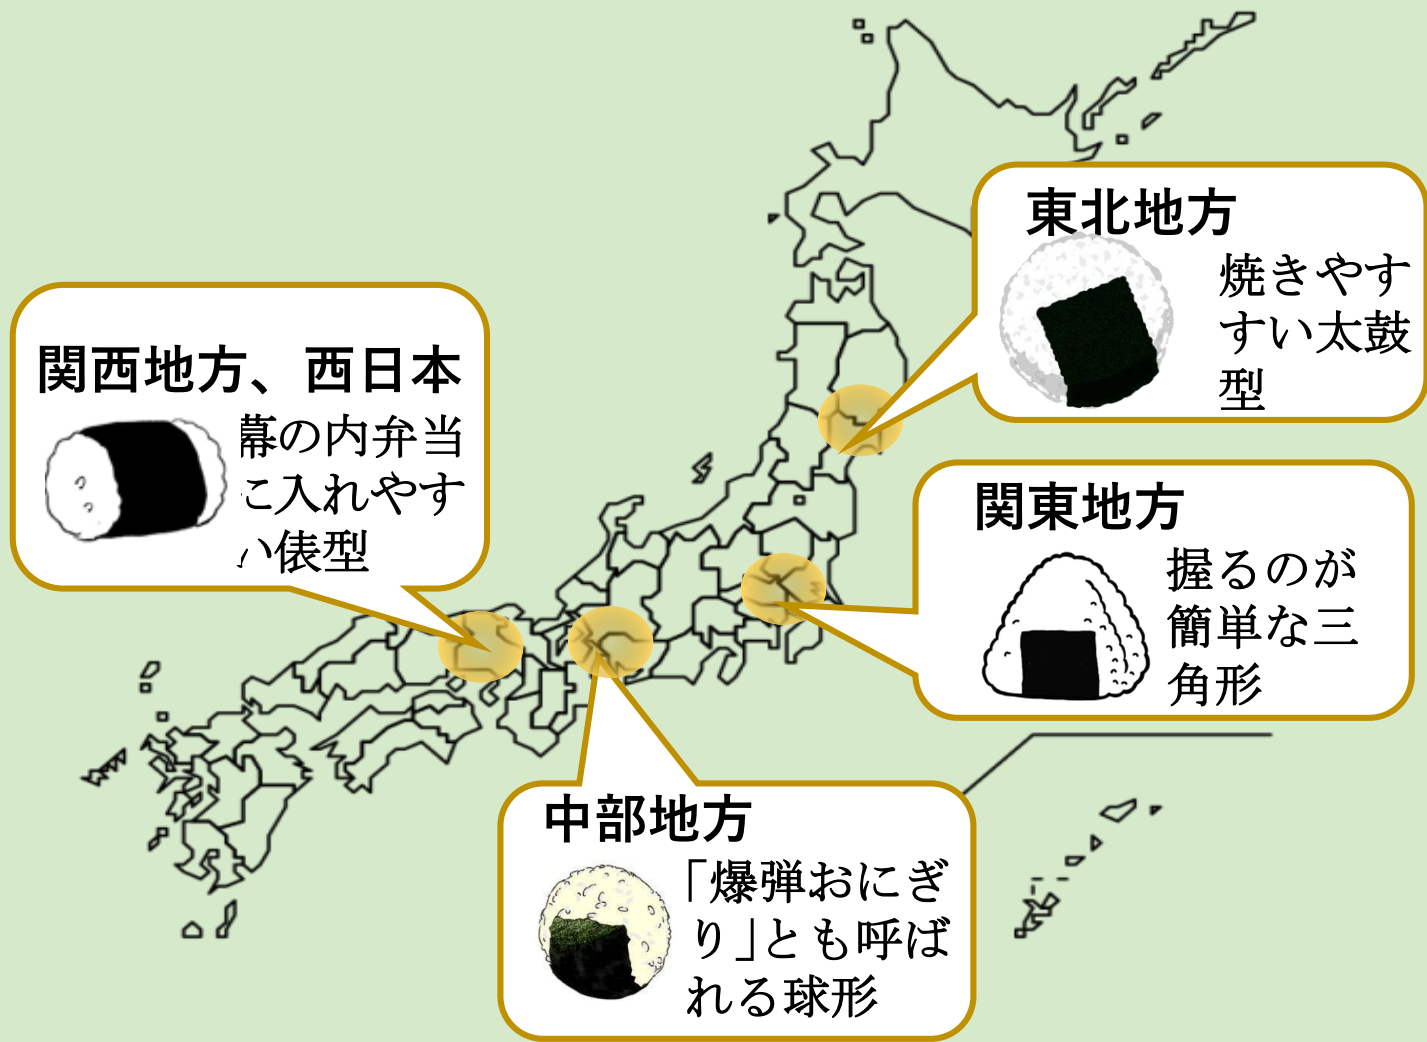 東北地方
焼きやす
すい太鼓
型
関西地方、西日本
幕の内弁当
に入れやす
い俵型
関東地方
握るのが
簡単な三
角形
中部地方
「爆弾おにぎ
り」とも呼ば
れる球形